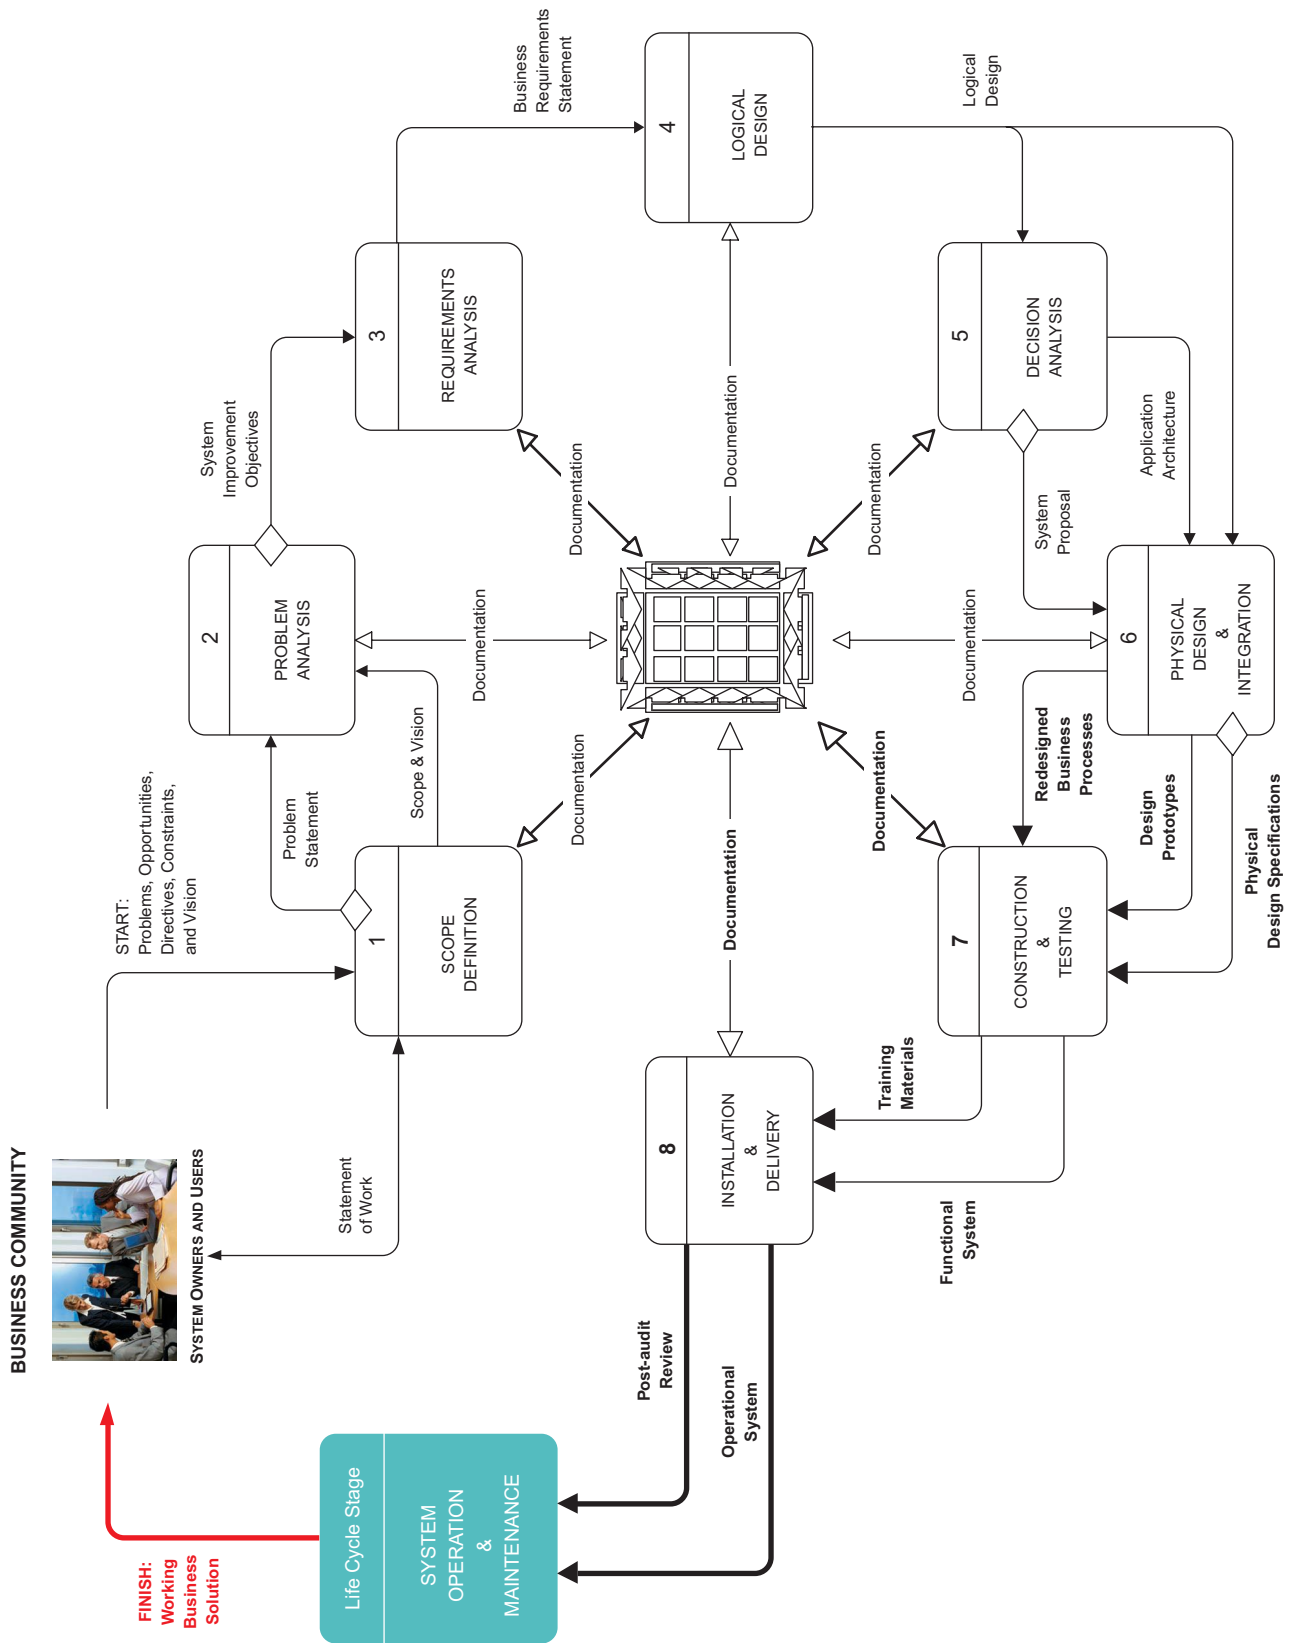 BUSINESS COMMUNITY
SYSTEM OWNERS AND USERS
START:
Problems, Opportunities,
Directives, Constraints,
and Vision
FINISH:
Working
Business
Solution
Statement
of Work
1
SCOPE
DEFINITION
Problem
Statement
Scope & Vision
2
PROBLEM
ANALYSIS
System
Improvement
Objectives
3
REQUIREMENTS
ANALYSIS
Business
Requirements
Statement
4
LOGICAL
DESIGN
Logical
Design
5
DECISION
ANALYSIS
System
Proposal
Application
Architecture
6
PHYSICAL
DESIGN
&
INTEGRATION
Redesigned
Business
Processes
Design
Prototypes
Physical
Design Specifications
7
CONSTRUCTION
&
TESTING
Training
Materials
Functional
System
8
INSTALLATION
&
DELIVERY
Post-audit
Review
Operational
System
Life Cycle Stage
SYSTEM
OPERATION
&
MAINTENANCE
Documentation
Documentation
Documentation
Documentation
Documentation
Documentation
Documentation
Documentation